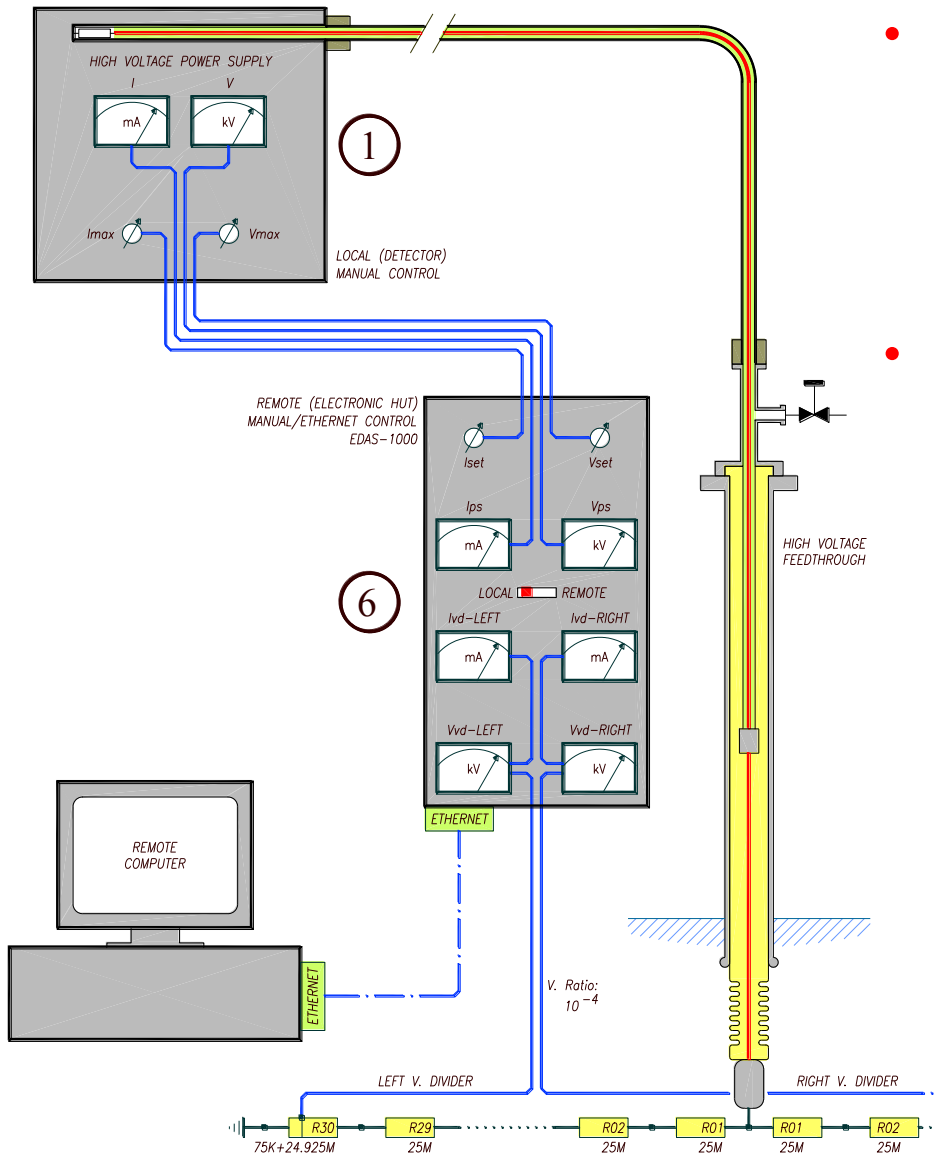 HIGH VOLTAGE POWER SUPPLY
I
V
mA
kV
1
Imax
Vmax
LOCAL (DETECTOR)
MANUAL CONTROL
REMOTE (ELECTRONIC HUT)
MANUAL/ETHERNET CONTROL
EDAS-1000
Iset
Vset
Ips
Vps
mA
kV
HIGH VOLTAGE
FEEDTHROUGH
LOCAL
REMOTE
6
Ivd-LEFT
Ivd-RIGHT
mA
mA
Vvd-LEFT
Vvd-RIGHT
kV
kV
ETHERNET
REMOTE
COMPUTER
ETHERNET
V. Ratio:
10⁻⁴
LEFT V. DIVIDER
RIGHT V. DIVIDER
R30
R29
R02
R01
R01
R02
75K+24.925M
25M
25M
25M
25M
25M